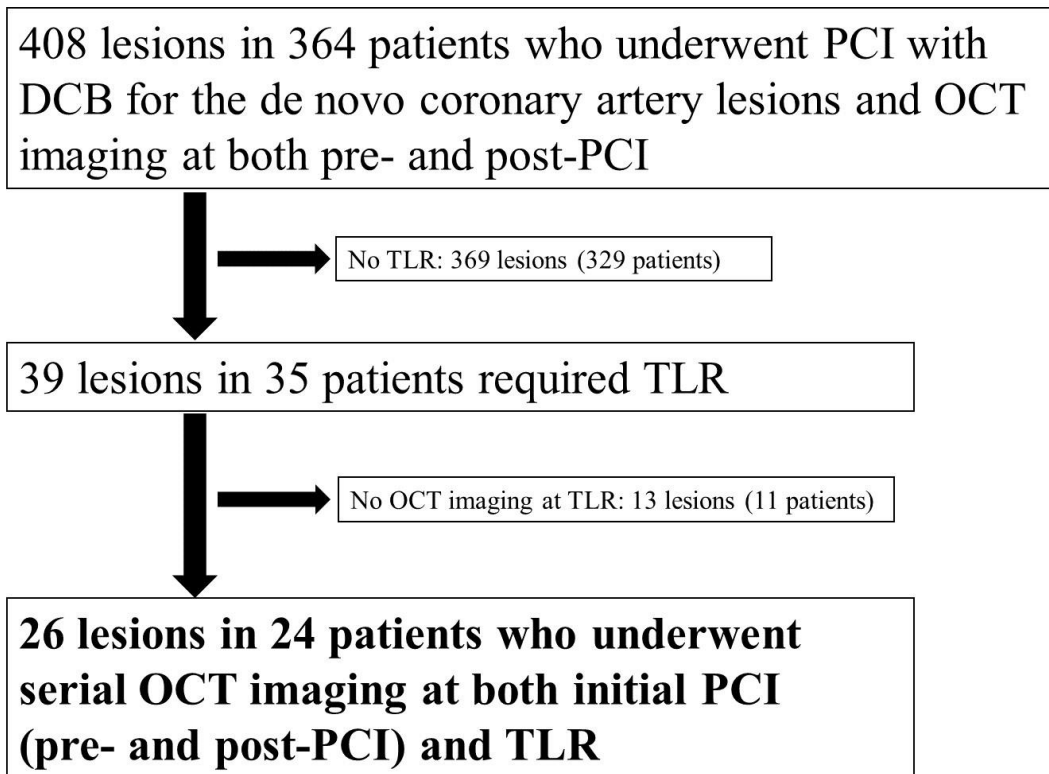 408 lesions in 364 patients who underwent PCI with
DCB for the de novo coronary artery lesions and OCT
imaging at both pre- and post-PCI
No TLR: 369 lesions (329 patients)
39 lesions in 35 patients required TLR
No OCT imaging at TLR: 13 lesions (11 patients)
26 lesions in 24 patients who underwent
serial OCT imaging at both initial PCI
(pre- and post-PCI) and TLR